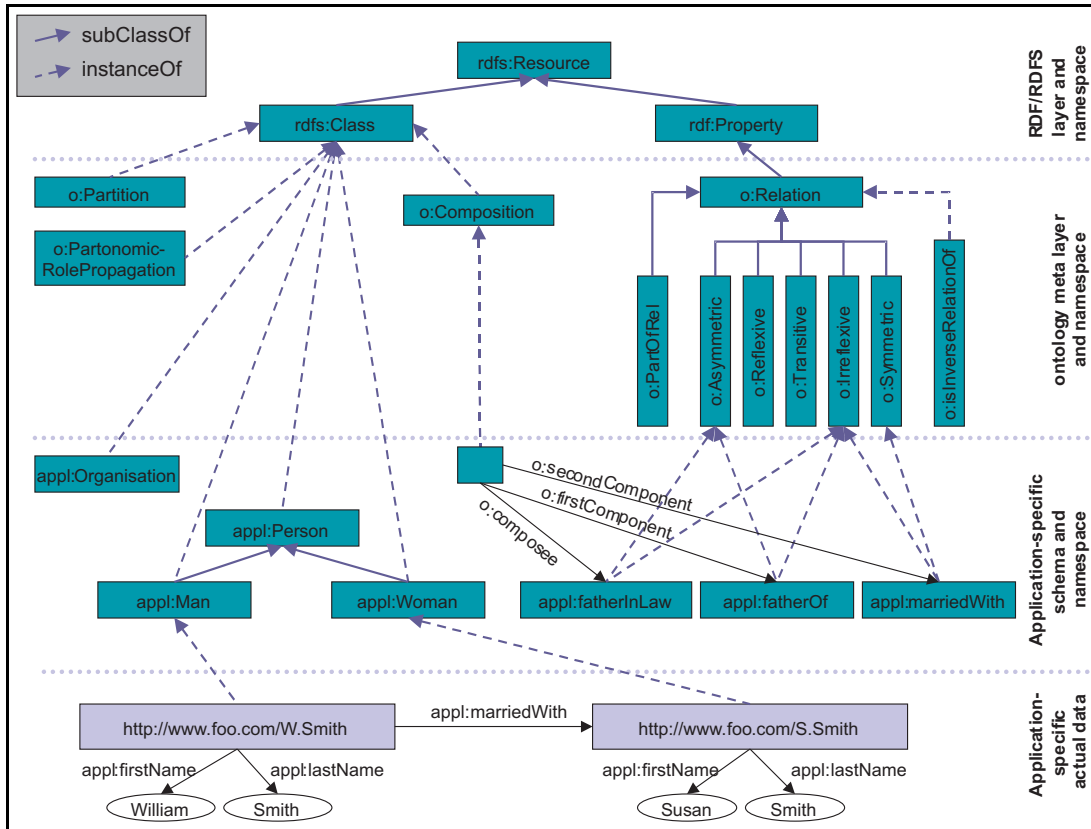 subClassOf
instanceOf
rdfs:Resource
rdfs:Class
rdf:Property
RDF/RDFS
layer and
namespace
o:Partition
o:Partonomic-
RolePropagation
o:Composition
o:Relation
o:PartOfRel
o:Asymmetric
o:Reflexive
o:Transitive
o:Irreflexive
o:Symmetric
o:isInverseRelationOf
ontology meta layer
and namespace
appl:Organisation
appl:Person
appl:Man
appl:Woman
o:secondComponent
o:firstComponent
o:composee
appl:fatherInLaw
appl:fatherOf
appl:marriedWith
Application-specific
schema and
namespace
http://www.foo.com/W.Smith
appl:marriedWith
http://www.foo.com/S.Smith
appl:firstName
appl:lastName
appl:firstName
appl:lastName
William
Smith
Susan
Smith
Application-
specific
actual data